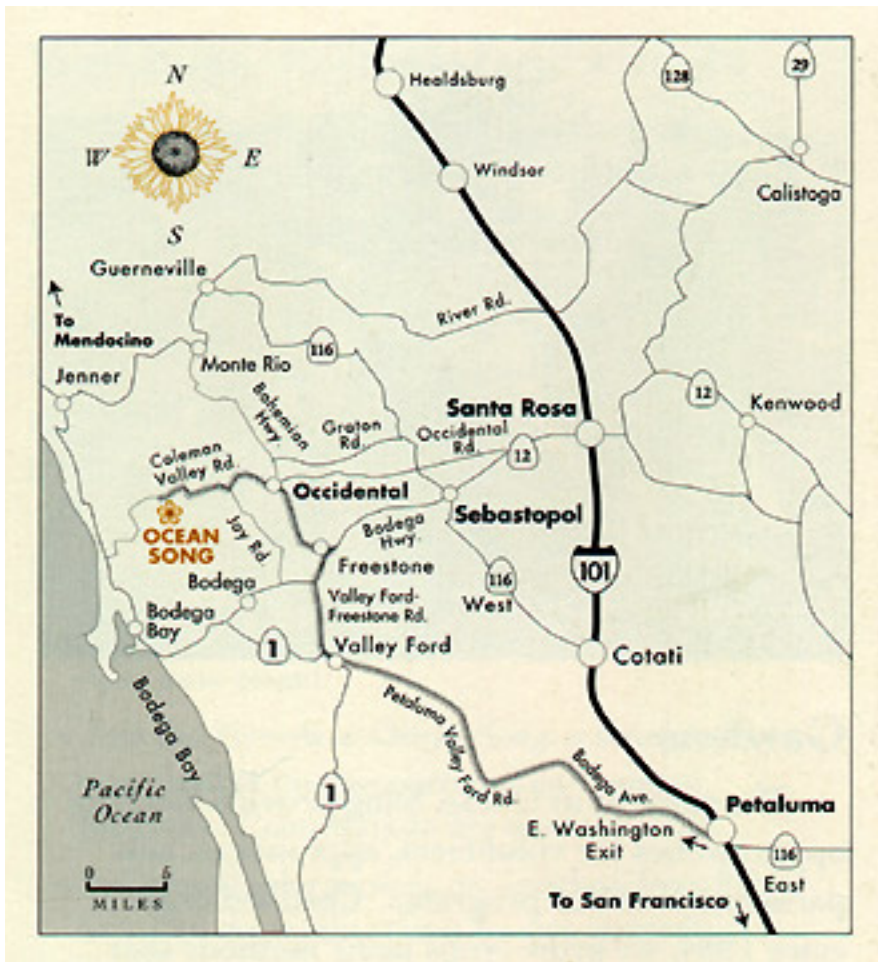 N
W
E
S
Healdsburg
128
29
Windsor
Calistoga
Guerneville
River Rd.
To
Mendocino
116
Monte Rio
Jenner
12
Kenwood
Bohemian
Hwy.
Santa Rosa
Graton
Rd.
Occidental
Rd.
12
Coleman
Valley Rd.
Occidental
Sebastopol
OCEAN
SONG
Joy Rd.
Bodega
Hwy.
Freestone
101
116
West
Bodega
Valley Ford-
Freestone Rd.
Bodega
Bay
1
Valley Ford
Cotati
Bodega Bay
Petaluma Valley
Ford Rd.
Bodega Ave.
Pacific
Ocean
1
Petaluma
E. Washington
Exit
116
East
0 5
MILES
To San Francisco